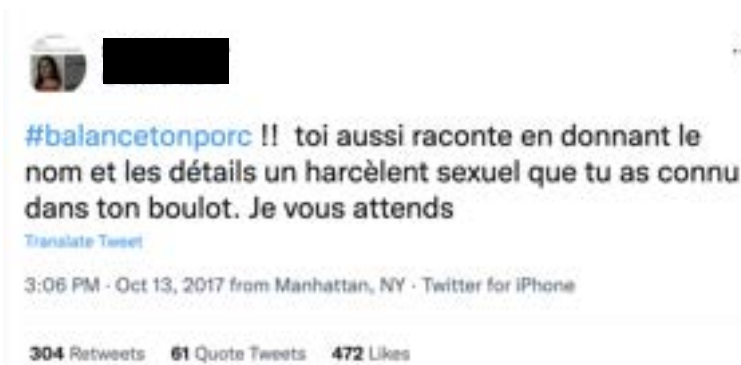 #balancetonporc !! toi aussi raconte en donnant le
nom et les détails un harcèlent sexuel que tu as connu
dans ton boulot. Je vous attends
Translate Tweet
3:06 PM · Oct 13, 2017 from Manhattan, NY · Twitter for iPhone
304 Retweets 61 Quote Tweets 472 Likes